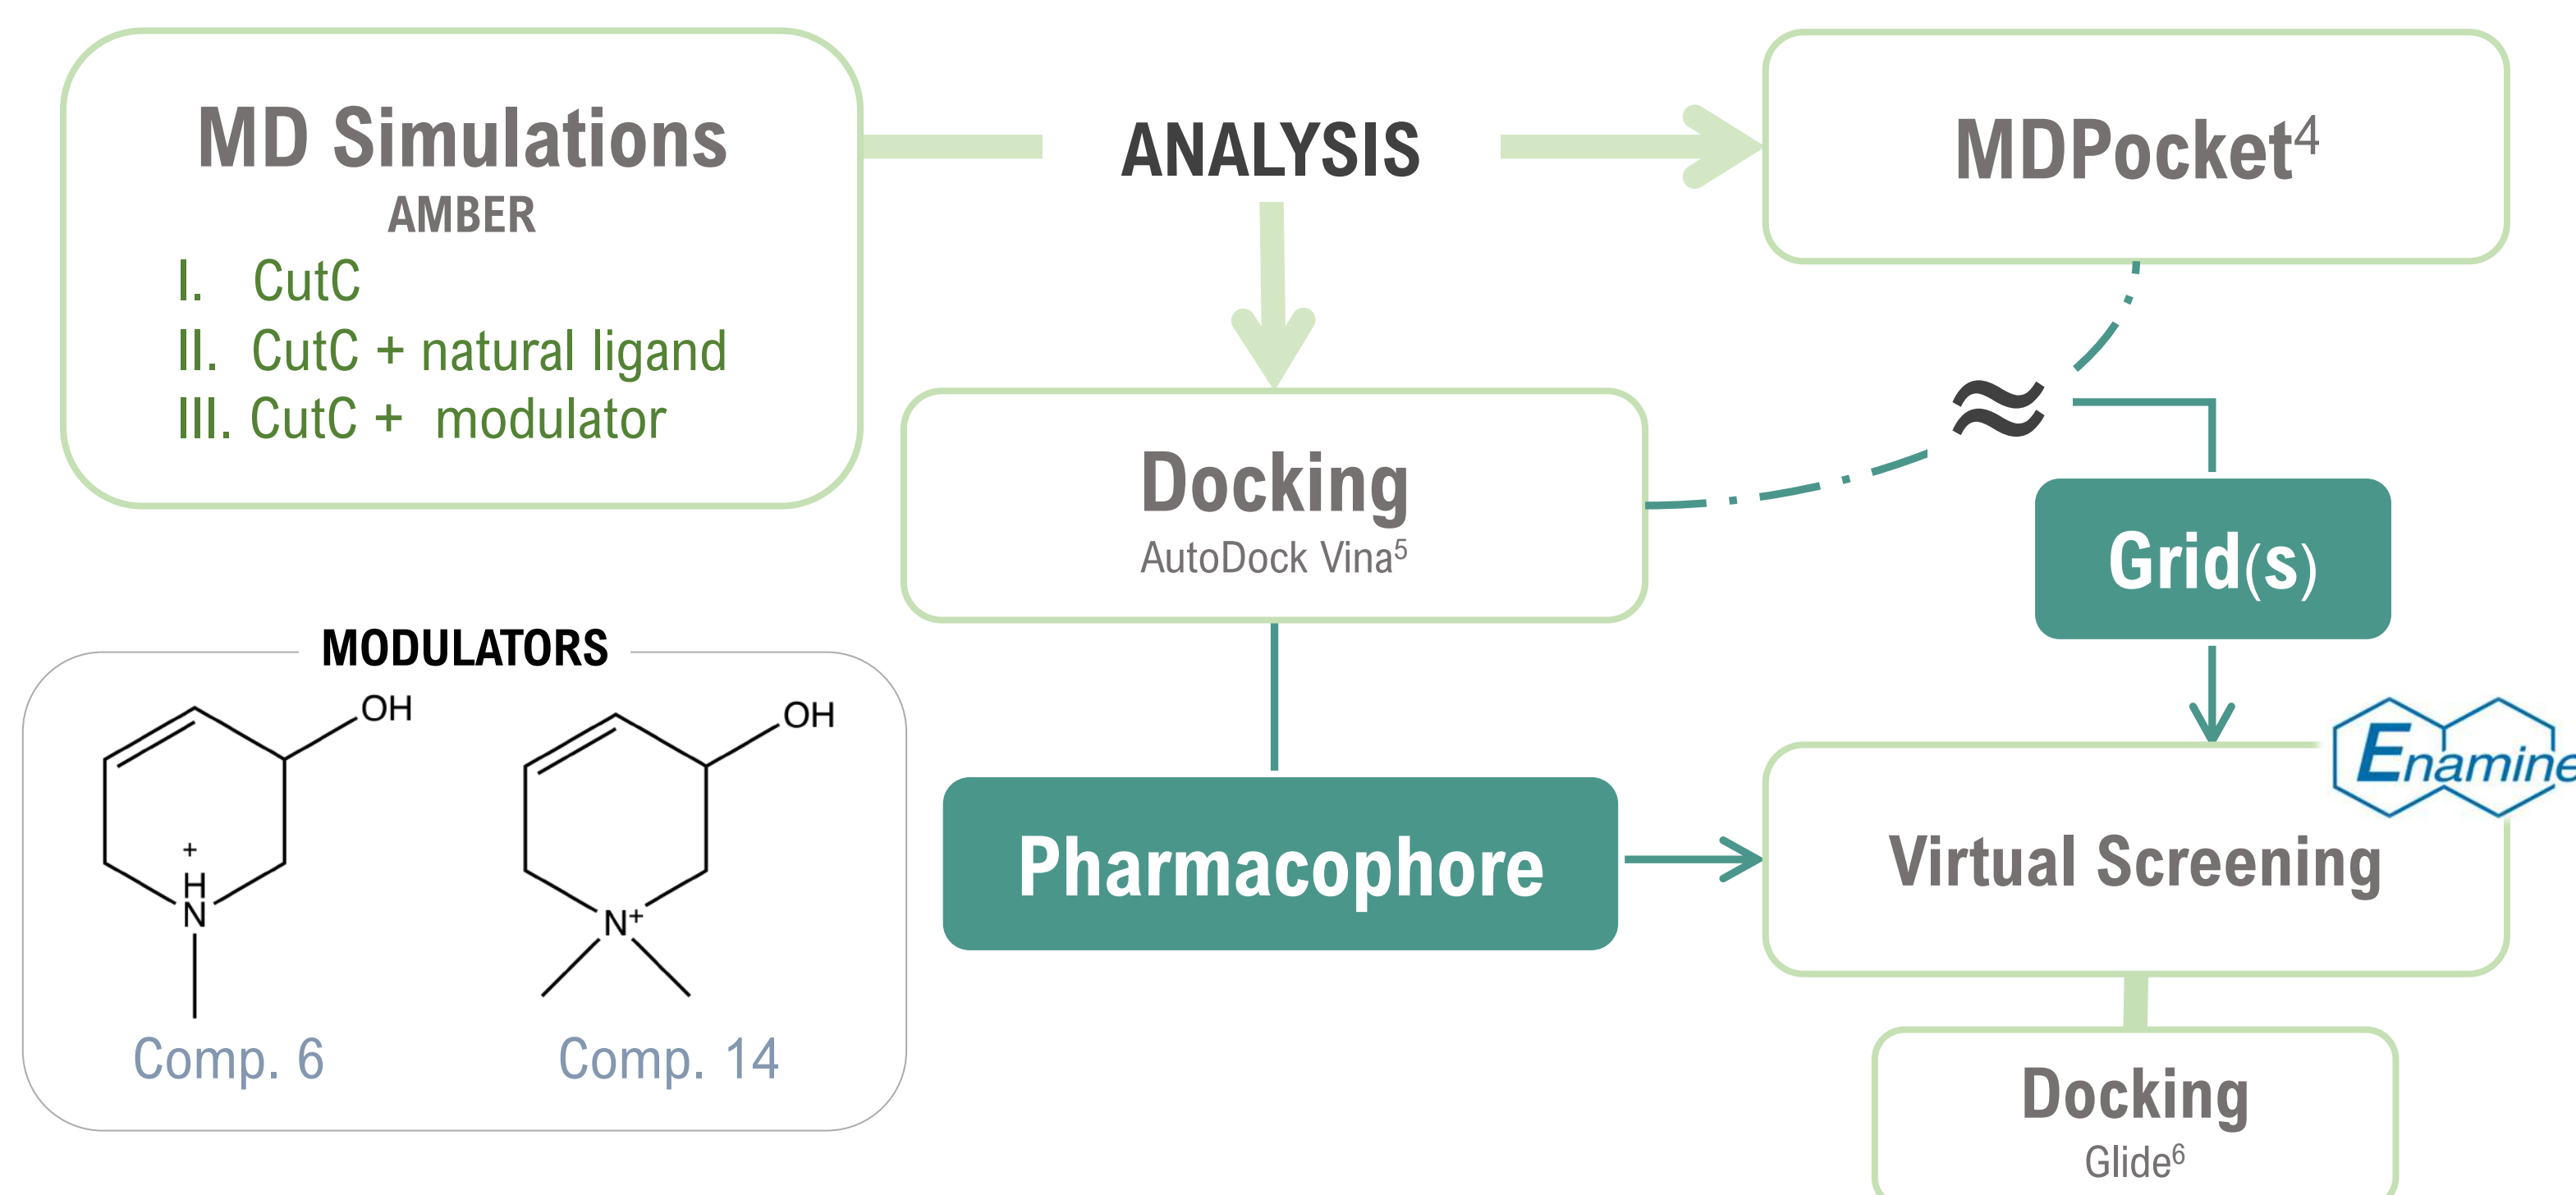 MD Simulations
AMBER
I. CutC
II. CutC + natural ligand
III. CutC + modulator
ANALYSIS
MDPocket4
Docking
AutoDock Vina5
≈
Grid(s)
MODULATORS
OH
+
H
N
Comp. 6
OH
N+
Comp. 14
Pharmacophore
Enamine
Virtual Screening
Docking
Glide6